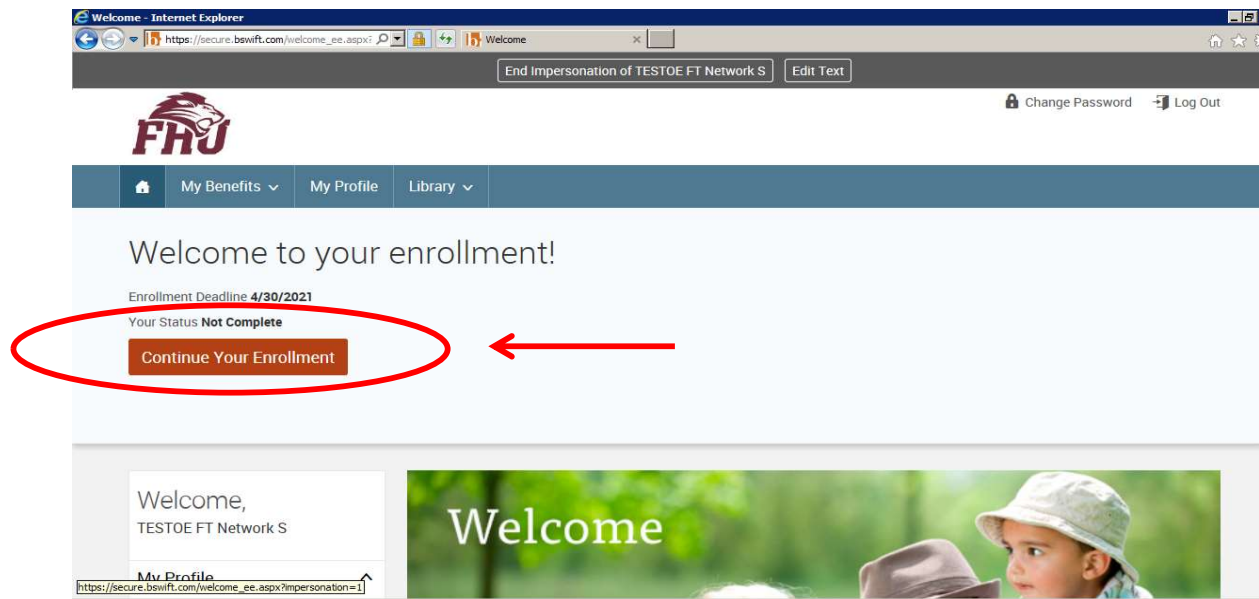 Welcome - Internet Explorer
https://secure.bswift.com/welcome_ee.aspx? Welcome
End Impersonation of TESTOE FT Network S Edit Text
FHU
Change Password Log Out
My Benefits My Profile Library
Welcome to your enrollment!
Enrollment Deadline 4/30/2021
Your Status Not Complete
Continue Your Enrollment
Welcome,
TESTOE FT Network S
Welcome
My Profile
https://secure.bswift.com/welcome_ee.aspx?impersonation=1